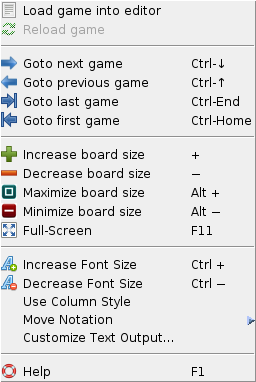 Load game into editor
Reload game
Goto next game Ctrl-↓
Goto previous game Ctrl-↑
Goto last game Ctrl-End
Goto first game Ctrl-Home
Increase board size +
Decrease board size −
Maximize board size Alt +
Minimize board size Alt −
Full-Screen F11
Increase Font Size Ctrl +
Decrease Font Size Ctrl −
Use Column Style
Move Notation
Customize Text Output...
Help F1